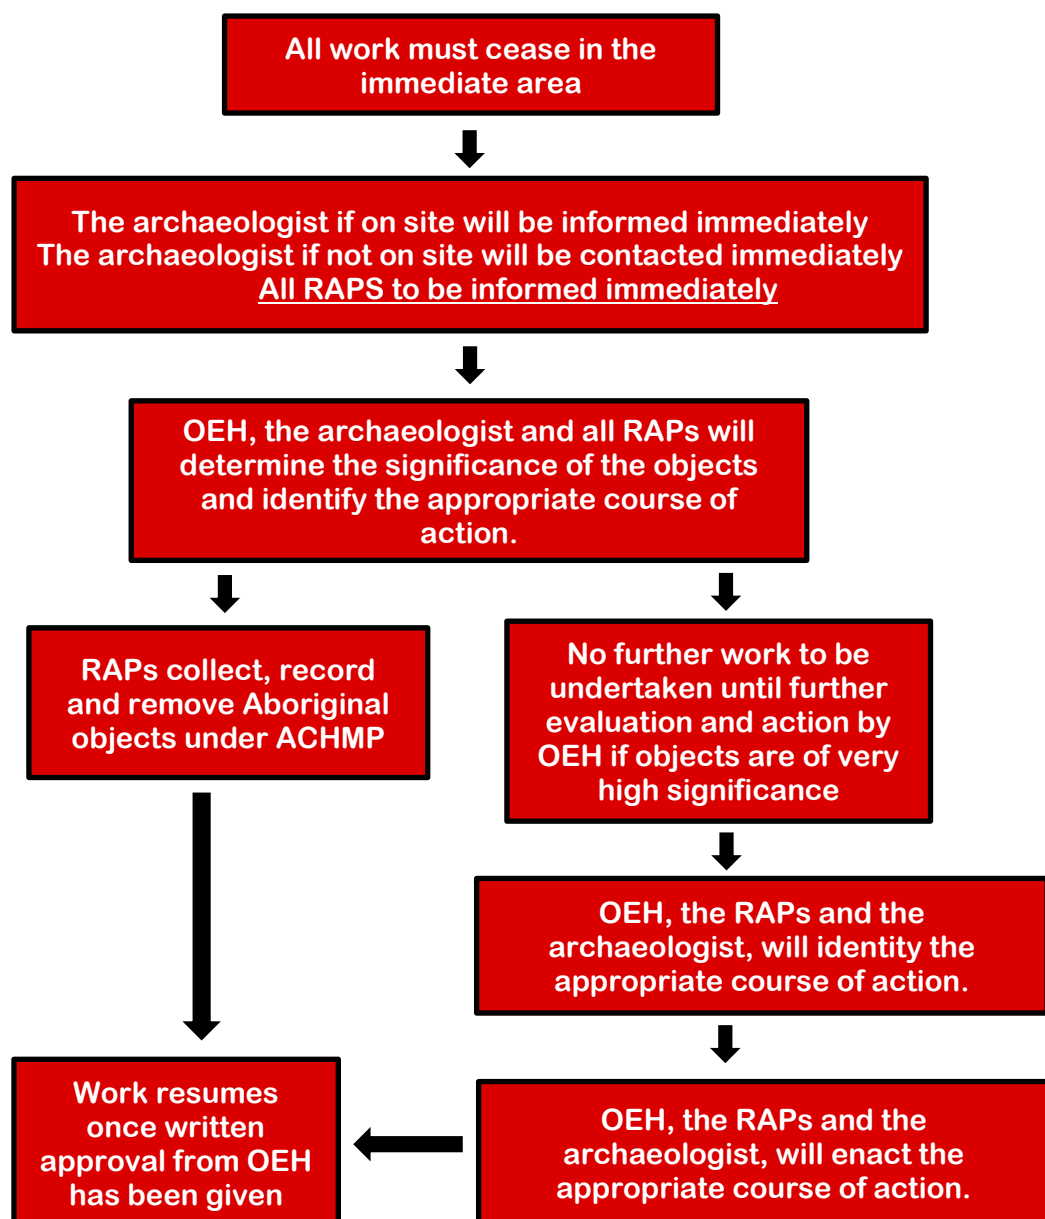 All work must cease in the
immediate area
The archaeologist if on site will be informed immediately
The archaeologist if not on site will be contacted immediately
All RAPS to be informed immediately
OEH, the archaeologist and all RAPs will
determine the significance of the objects
and identify the appropriate course of
action.
RAPs collect, record
and remove Aboriginal
objects under ACHMP
No further work to be
undertaken until further
evaluation and action by
OEH if objects are of very
high significance
OEH, the RAPs and the
archaeologist, will identity the
appropriate course of action.
OEH, the RAPs and the
archaeologist, will enact the
appropriate course of action.
Work resumes
once written
approval from OEH
has been given